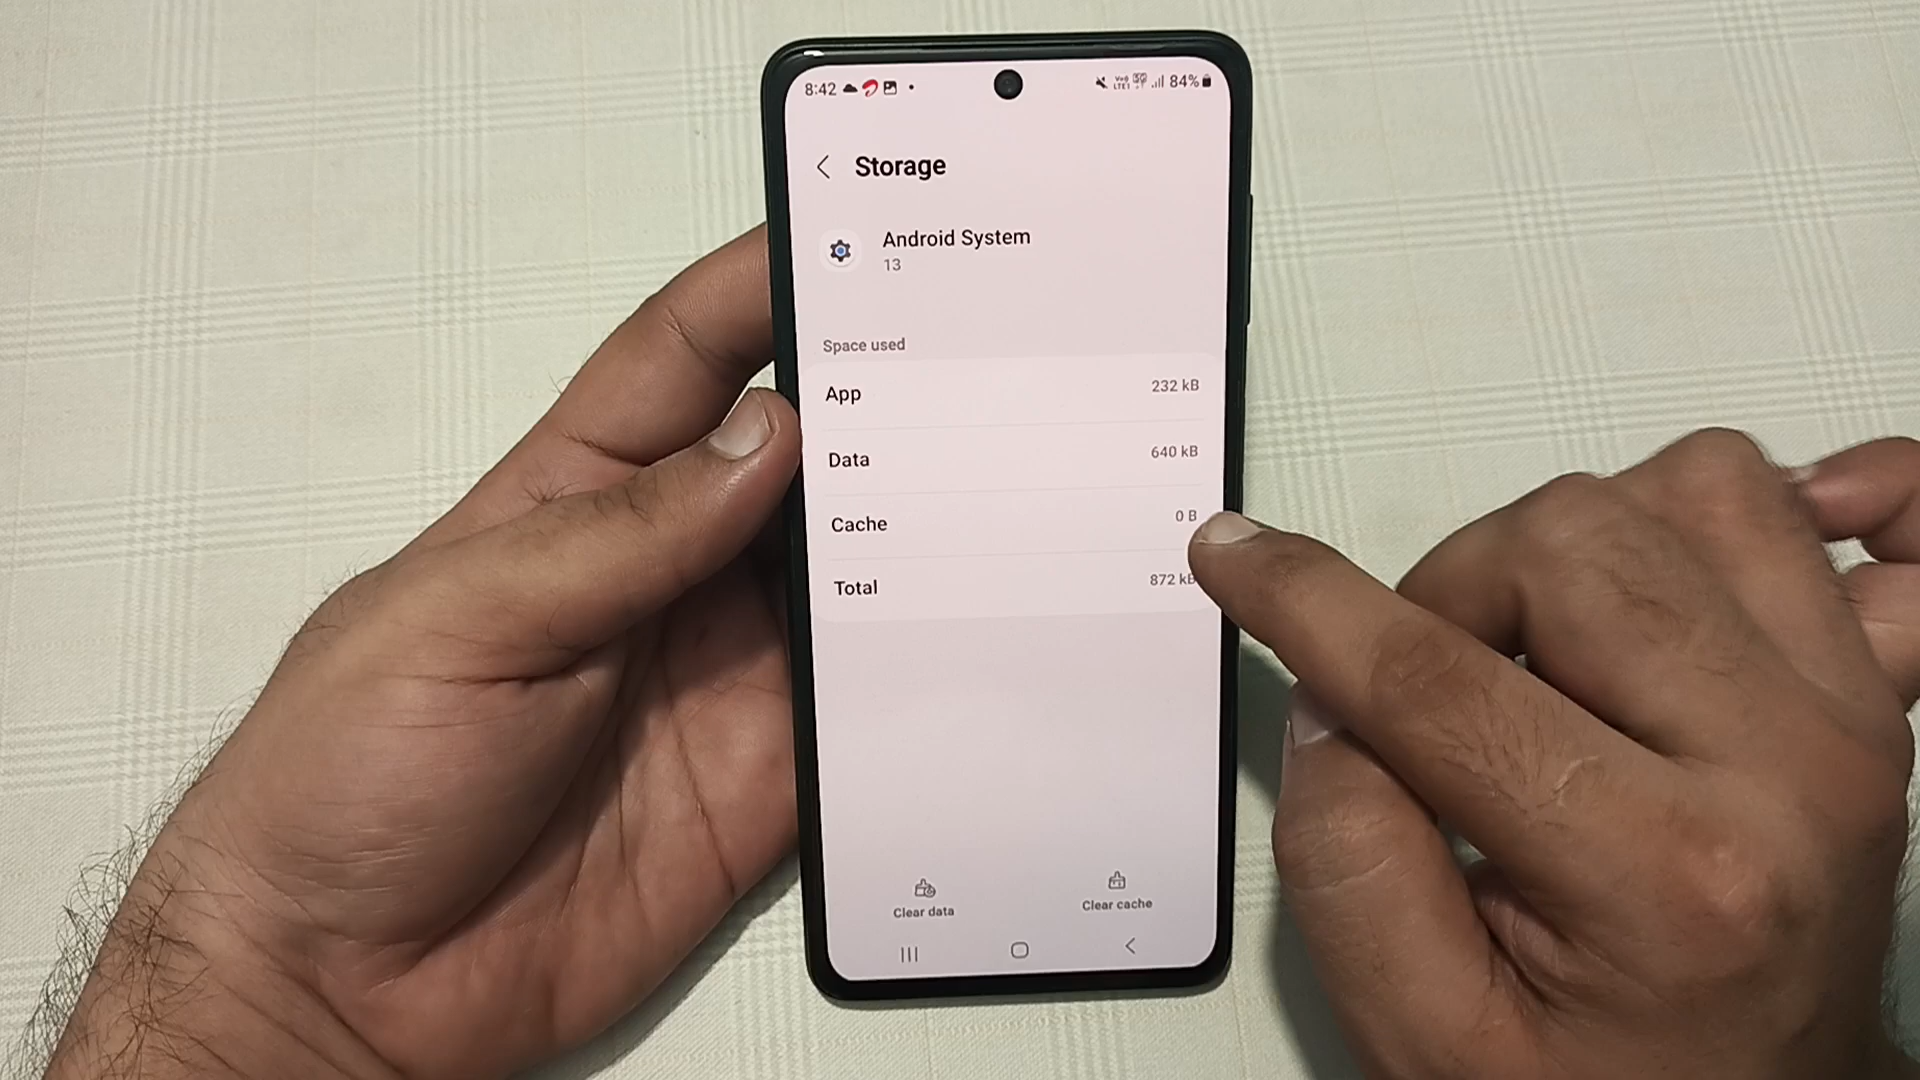 8:42
84%
Storage
Android System
13
Space used
App 232 kB
Data 640 kB
Cache 0 B
Total 872 kB
Clear data
Clear cache